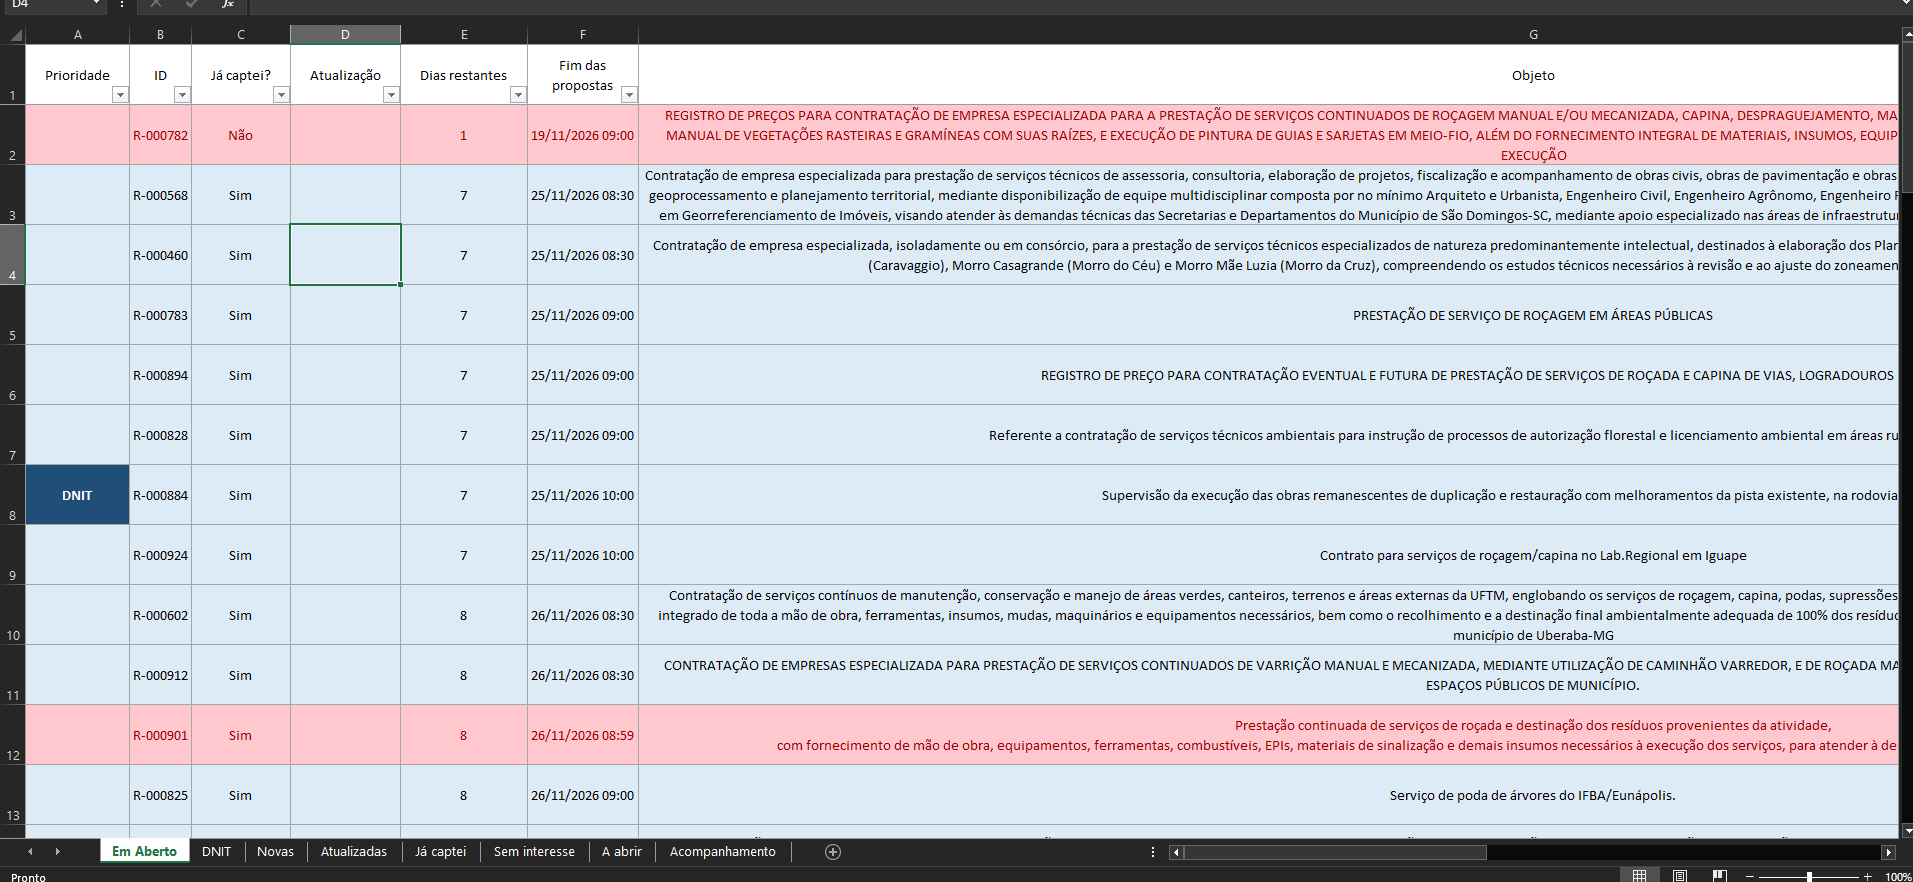 D4
fx
A B C D E F G
Prioridade ID Já captei? Atualização Dias restantes Fim das propostas Objeto
1
REGISTRO DE PREÇOS PARA CONTRATAÇÃO DE EMPRESA ESPECIALIZADA PARA A PRESTAÇÃO DE SERVIÇOS CONTINUADOS DE ROÇAGEM MANUAL E/OU MECANIZADA, CAPINA, DESPRAGUEJAMENTO, MA
2 R-000782 Não 1 19/11/2026 09:00 MANUAL DE VEGETAÇÕES RASTEIRAS E GRAMÍNEAS COM SUAS RAÍZES, E EXECUÇÃO DE PINTURA DE GUIAS E SARJETAS EM MEIO-FIO, ALÉM DO FORNECIMENTO INTEGRAL DE MATERIAIS, INSUMOS, EQUIP
EXECUÇÃO
Contratação de empresa especializada para prestação de serviços técnicos de assessoria, consultoria, elaboração de projetos, fiscalização e acompanhamento de obras civis, obras de pavimentação e obras
3 R-000568 Sim 7 25/11/2026 08:30 geoprocessamento e planejamento territorial, mediante disponibilização de equipe multidisciplinar composta por no mínimo Arquiteto e Urbanista, Engenheiro Civil, Engenheiro Agrônomo, Engenheiro
em Georreferenciamento de Imóveis, visando atender às demandas técnicas das Secretarias e Departamentos do Município de São Domingos-SC, mediante apoio especializado nas áreas de infraestrutu
4 R-000460 Sim 7 25/11/2026 08:30 Contratação de empresa especializada, isoladamente ou em consórcio, para a prestação de serviços técnicos especializados de natureza predominantemente intelectual, destinados à elaboração dos Plan
(Caravaggio), Morro Casagrande (Morro do Céu) e Morro Mãe Luzia (Morro da Cruz), compreendendo os estudos técnicos necessários à revisão e ao ajuste do zoneamen
5 R-000783 Sim 7 25/11/2026 09:00 PRESTAÇÃO DE SERVIÇO DE ROÇAGEM EM ÁREAS PÚBLICAS
6 R-000894 Sim 7 25/11/2026 09:00 REGISTRO DE PREÇO PARA CONTRATAÇÃO EVENTUAL E FUTURA DE PRESTAÇÃO DE SERVIÇOS DE ROÇADA E CAPINA DE VIAS, LOGRADOUROS
7 R-000828 Sim 7 25/11/2026 09:00 Referente a contratação de serviços técnicos ambientais para instrução de processos de autorização florestal e licenciamento ambiental em áreas ru
8 DNIT R-000884 Sim 7 25/11/2026 10:00 Supervisão da execução das obras remanescentes de duplicação e restauração com melhoramentos da pista existente, na rodovia
9 R-000924 Sim 7 25/11/2026 10:00 Contrato para serviços de roçagem/capina no Lab.Regional em Iguape
Contratação de serviços contínuos de manutenção, conservação e manejo de áreas verdes, canteiros, terrenos e áreas externas da UFTM, englobando os serviços de roçagem, capina, podas, supressões
10 R-000602 Sim 8 26/11/2026 08:30 integrado de toda a mão de obra, ferramentas, insumos, mudas, maquinários e equipamentos necessários, bem como o recolhimento e a destinação final ambientalmente adequada de 100% dos resíduo
município de Uberaba-MG
11 R-000912 Sim 8 26/11/2026 08:30 CONTRATAÇÃO DE EMPRESAS ESPECIALIZADA PARA PRESTAÇÃO DE SERVIÇOS CONTINUADOS DE VARRIÇÃO MANUAL E MECANIZADA, MEDIANTE UTILIZAÇÃO DE CAMINHÃO VARREDOR, E DE ROÇADA MA
ESPAÇOS PÚBLICOS DE MUNICÍPIO.
12 R-000901 Sim 8 26/11/2026 08:59 Prestação continuada de serviços de roçada e destinação dos resíduos provenientes da atividade,
com fornecimento de mão de obra, equipamentos, ferramentas, combustíveis, EPIs, materiais de sinalização e demais insumos necessários à execução dos serviços, para atender à de
13 R-000825 Sim 8 26/11/2026 09:00 Serviço de poda de árvores do IFBA/Eunápolis.
Em Aberto DNIT Novas Atualizadas Já captei Sem interesse A abrir Acompanhamento
Pronto 100%